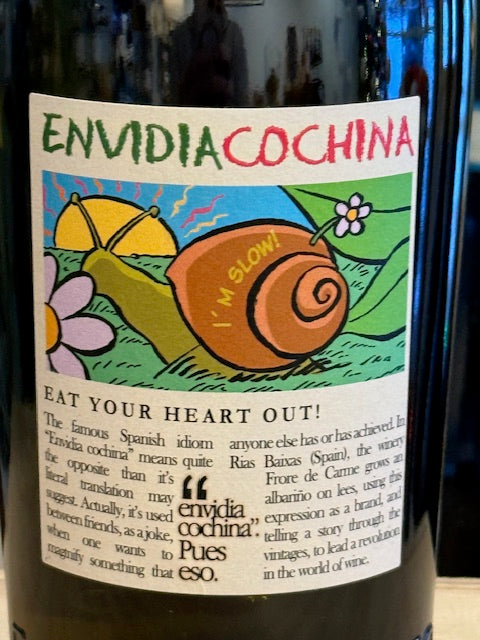 ENVIDIACOCHINA
I'M SLOW!
EAT YOUR HEART OUT!
The famous Spanish idiom
"Envidia cochina" means quite
the opposite than it's
literal translation may
suggest. Actually, it's used
between friends, as a joke,
when one wants to
magnify something that
“envidia
cochina”.
Pues
eso.
anyone else has or has achieved. In
Rías Baixas (Spain), the winery
Frore de Carme grows an
albariño on lees, using this
expression as a brand, and
telling a story through the
vintages, to lead a revolution
in the world of wine.